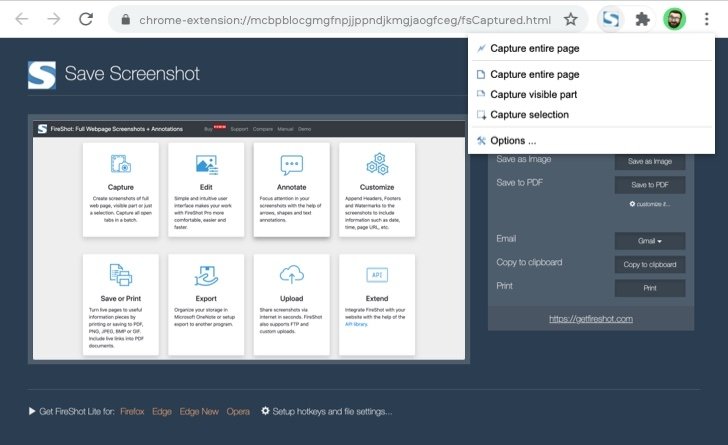 chrome-extension://mcbpblocgmgfnpjjppndjkmgjaogfceg/fsCaptured.html
Capture entire page
Capture entire page
Capture visible part
Capture selection
Options ...
Save Screenshot
FireShot: Full Webpage Screenshots + Annotations
Buy
Support Compare Manual Demo
Capture
Create screenshots of full
web page, visible part or just
a selection. Capture all open
tabs in a batch.
Edit
Simple and intuitive user
interface makes your work
with FireShot Pro more
comfortable, easier and
faster.
Annotate
Focus attention in your
screenshots with the help of
arrows, shapes and text
annotations.
Customize
Append Headers, Footers
and Watermarks to the
screenshots to include
information such as date,
time, page URL, etc.
Save or Print
Turn live pages to useful
information pieces by
printing or saving to PDF,
PNG, JPEG, BMP or GIF.
Include live links into PDF
documents.
Export
Organize your storage in
Microsoft OneNote or setup
export to another program.
Upload
Share screenshots via
internet in seconds. FireShot
also supports FTP and
custom uploads.
API
Extend
Integrate FireShot with your
website with the help of the
API library.
Save as Image Save as Image
Save to PDF Save to PDF
customize it...
Email Gmail
Copy to clipboard Copy to clipboard
Print Print
https://getfireshot.com
Get FireShot Lite for: Firefox Edge Edge New Opera Setup hotkeys and file settings...